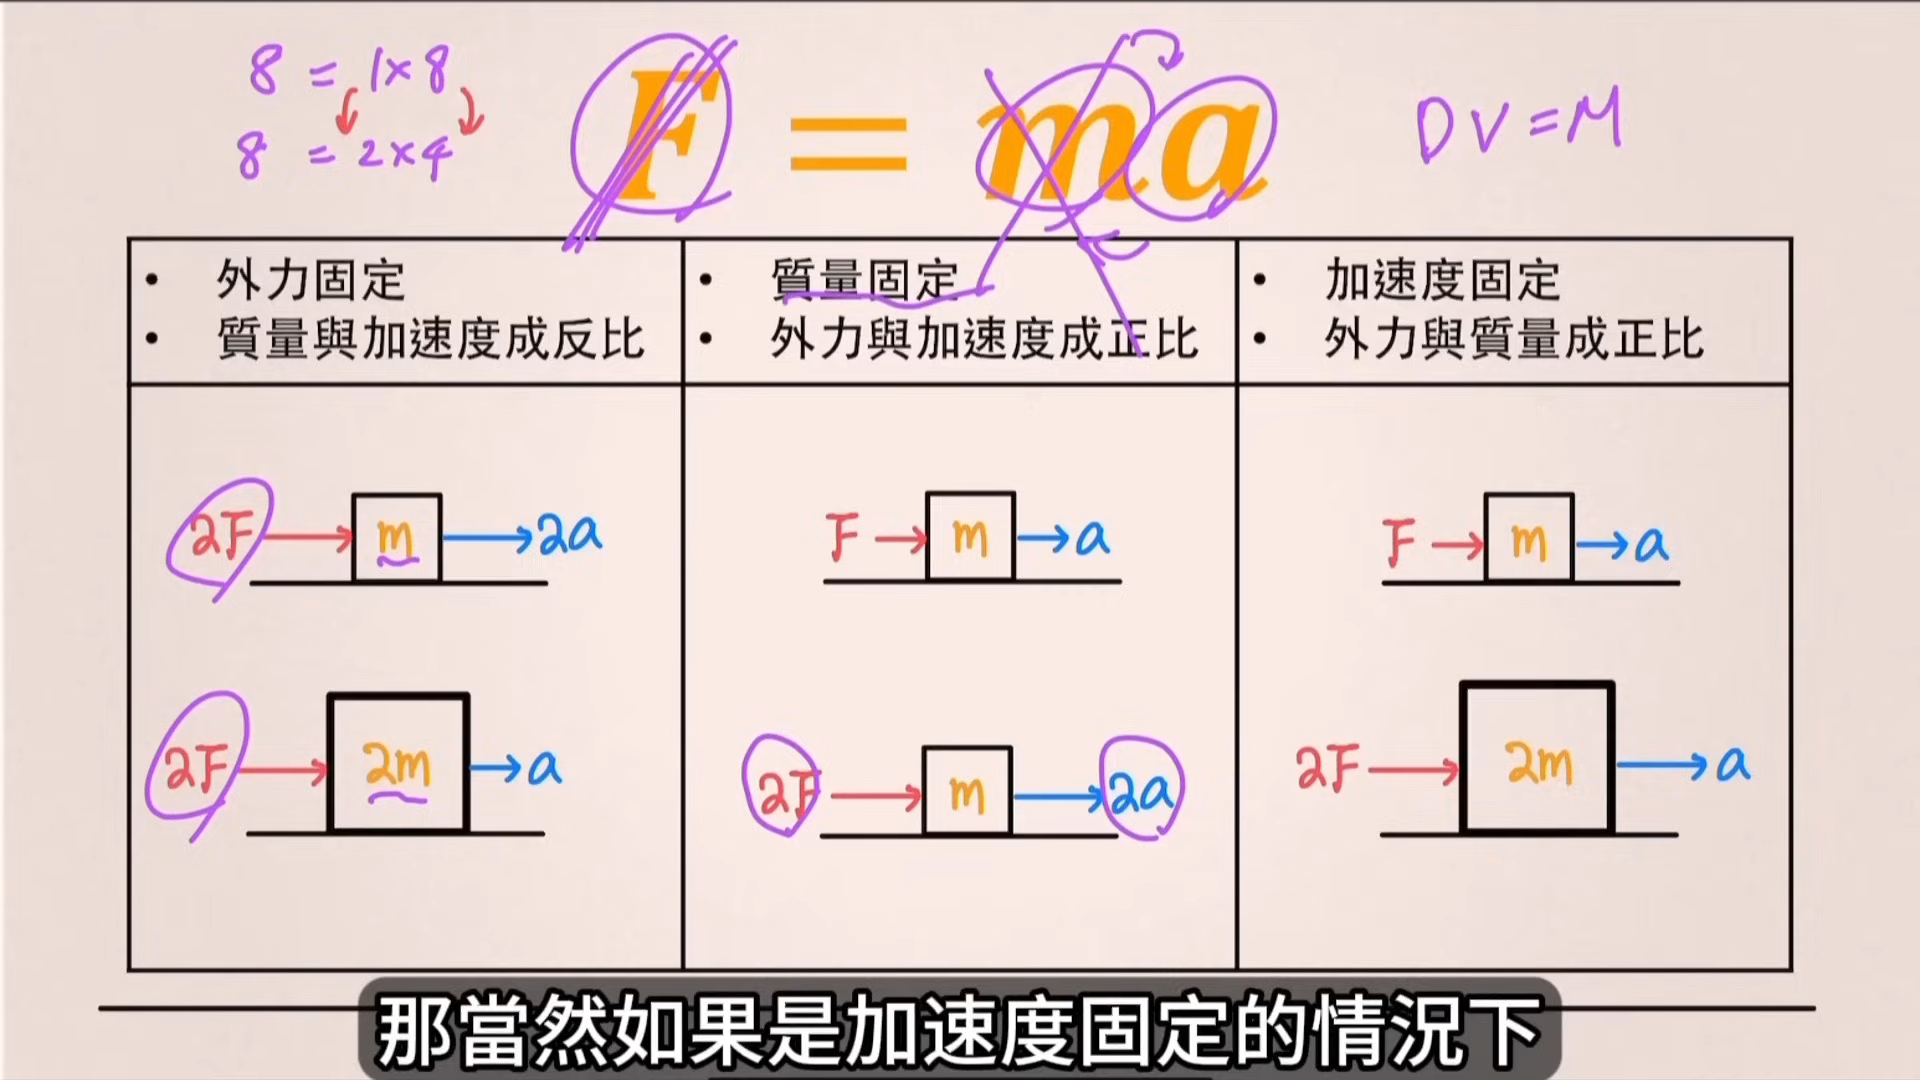 8 = 1×8
8 = 2×4
F = ma
DV=M
• 外力固定
• 質量與加速度成反比
• 質量固定
• 外力與加速度成正比
• 加速度固定
• 外力與質量成正比
2F m 2a
F m a
F m a
2F 2m a
2F m 2a
2F 2m a
那當然如果是加速度固定的情況下